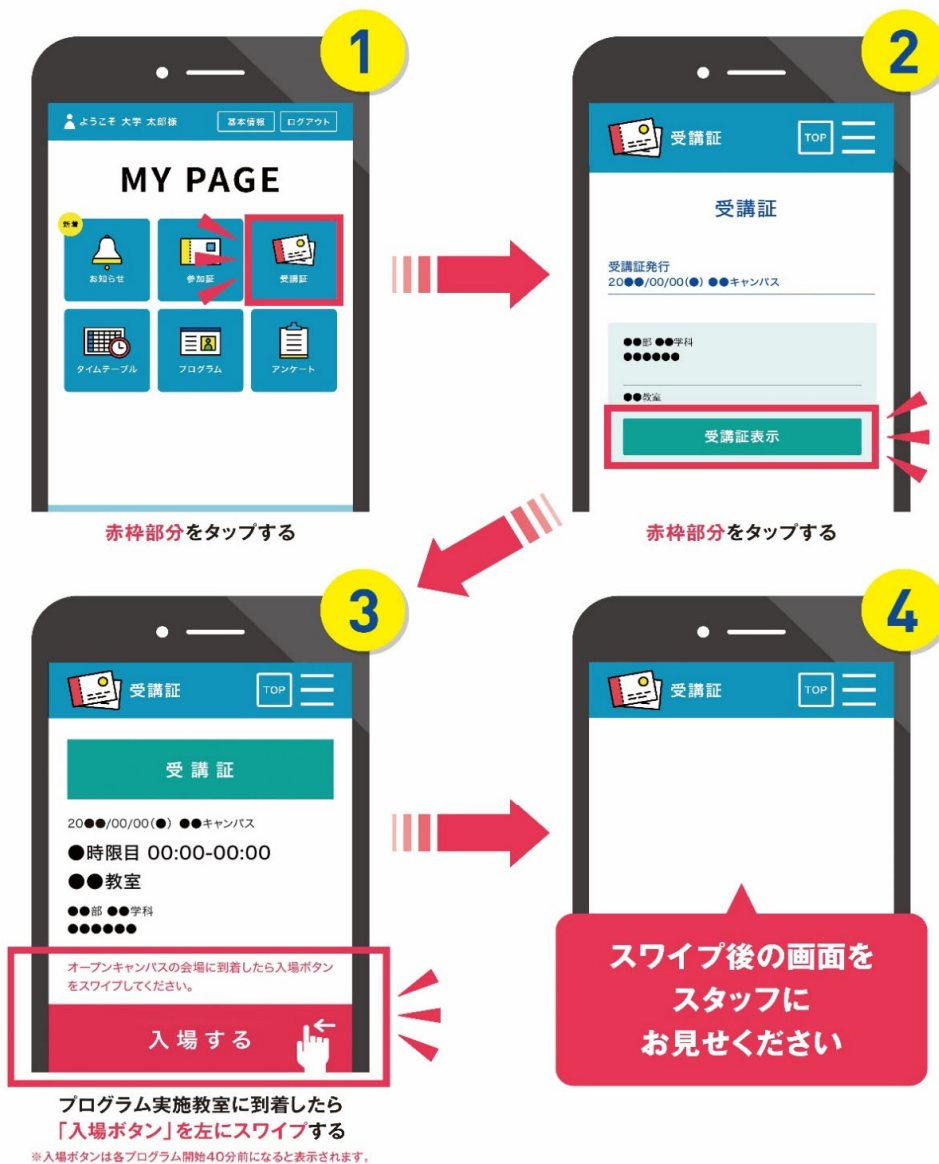 1
ようこそ 大学 太郎様
基本情報
ログアウト
MY PAGE
新着
お知らせ
参加証
受講証
タイムテーブル
プログラム
アンケート
赤枠部分をタップする
2
受講証
TOP
受講証
受講証発行
20●●/00/00(●) ●●キャンパス
●●部 ●●学科
●●●●●●
●●教室
受講証表示
赤枠部分をタップする
3
受講証
TOP
受講証
20●●/00/00(●) ●●キャンパス
●時限目 00:00-00:00
●●教室
●●部 ●●学科
●●●●●●
オープンキャンパスの会場に到着したら入場ボタン
をスワイプしてください。
入場する
プログラム実施教室に到着したら
「入場ボタン」を左にスワイプする
※入場ボタンは各プログラム開始40分前になると表示されます。
4
受講証
TOP
スワイプ後の画面を
スタッフに
お見せください